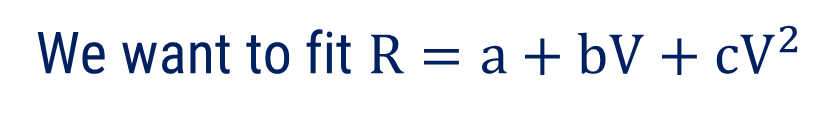 We want to fit R = a + bV + cV²